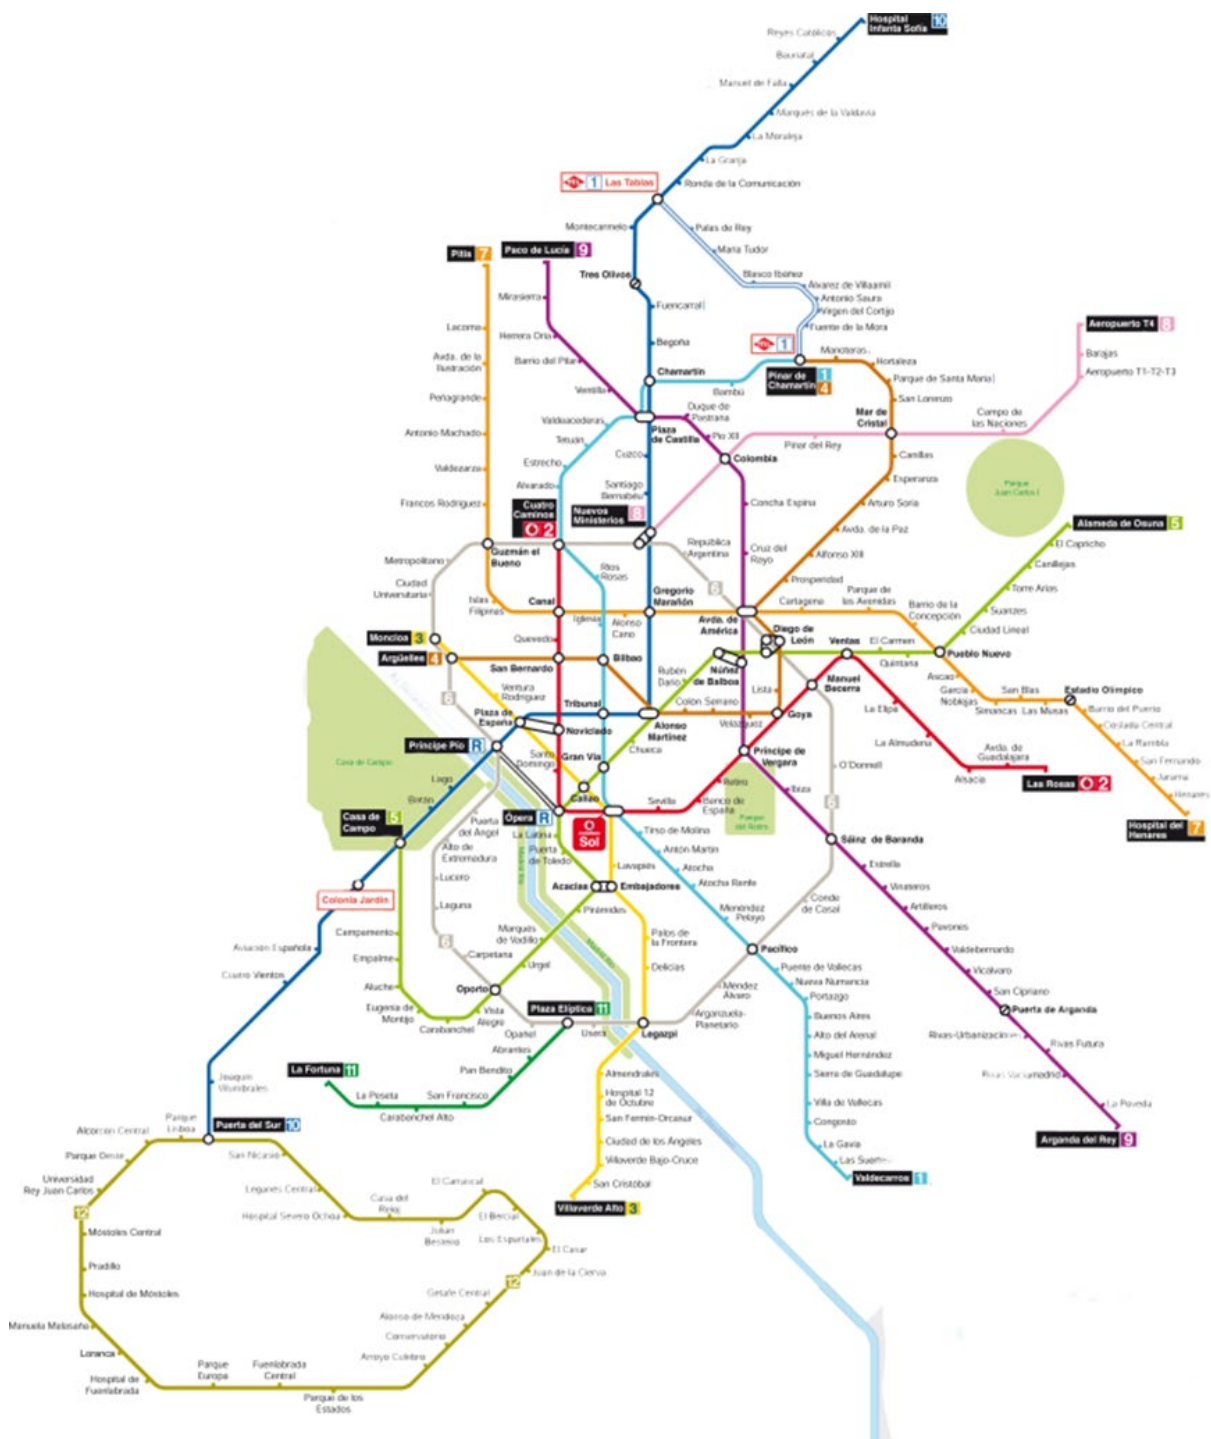 Hospital
Infanta Sofía
10
Reyes Católicos
Baunatal
Manuel de Falla
Marqués de la Valdavia
La Moraleja
La Granja
Ronda de la Comunicación
1 Las Tablas
Montecarmelo
Palas de Rey
María Tudor
Blasco Ibáñez
Álvarez de Villaamil
Antonio Saura
Virgen del Cortijo
Fuente de la Mora
1
Pitis 7
Paco de Lucía 9
Tres Olivos
Mirasierra
Fuencarral
Herrera Oria
Begoña
Lacoma
Avda. de la
Ilustración
Barrio del Pilar
Ventilla
Chamartín
Bambú
Pinar de
Chamartín
1
4
Manoteras
Hortaleza
Parque de Santa María
San Lorenzo
Mar de
Cristal
Aeropuerto T4 8
Barajas
Aeropuerto T1-T2-T3
Campo de
las Naciones
Pinar del Rey
Peñagrande
Antonio Machado
Valdezarza
Francos Rodríguez
Valdeacederas
Tetuán
Estrecho
Alvarado
Duque de
Pastrana
Plaza
de Castilla
Pío XII
Colombia
Cuzco
Santiago
Bernabéu
Canillas
Esperanza
Arturo Soria
Avda. de la Paz
Alfonso XIII
Prosperidad
Parque
Juan Carlos I
Cuatro
Caminos
2
Nuevos
Ministerios
8
Concha Espina
Cruz del
Rayo
República
Argentina
Alameda de Osuna 5
El Capricho
Canillejas
Torre Arias
Suanzes
Ciudad Lineal
Metropolitano
Guzmán el
Bueno
Ciudad
Universitaria
Ríos
Rosas
6
Islas
Filipinas
Canal
Iglesia
Alonso
Cano
Gregorio
Marañón
Avda. de
América
Cartagena
Parque de
las Avenidas
Barrio de la
Concepción
Diego de
León
Moncloa 3
Argüelles 4
Quevedo
San Bernardo
Bilbao
Rubén
Darío
Núñez
de Balboa
Ventas
El Carmen
Quintana
Pueblo Nuevo
6
Ventura
Rodríguez
Tribunal
Colón Serrano
Lista
Manuel
Becerra
Ascao
García
Noblejas
San Blas
Simancas
Las Musas
Estadio Olímpico
Barrio del Puerto
Coslada Central
La Rambla
San Fernando
Jarama
Henares
Hospital del
Henares
7
Plaza de
España
Noviciado
Alonso
Martínez
Velázquez
Goya
La Elipa
La Almudena
Avda. de
Guadalajara
Alsacia
Las Rosas 2
Príncipe Pío R
Santo
Domingo
Gran Vía
Chueca
Príncipe de
Vergara
O'Donnell
Casa de Campo
Lago
Batán
Callao
Retiro
Ibiza
Casa de
Campo
5
Ópera R
Sol
Sevilla
Banco de
España
Parque
del Retiro
6
Puerta
del Ángel
La Latina
Puerta
de Toledo
Tirso de Molina
Antón Martín
Atocha
Atocha Renfe
Sáinz de Baranda
Alto de
Extremadura
Lucero
Laguna
Madrid Río
Lavapiés
Acacias
Embajadores
Estrella
Vinateros
Artilleros
Pavones
Valdebernardo
Vicálvaro
San Cipriano
Puerta de Arganda
Rivas-Urbanizaciones
Rivas Futura
Rivas Vaciamadrid
La Poveda
Arganda del Rey 9
Colonia Jardín
Menéndez
Pelayo
Conde
de Casal
Campamento
Aviación Española
Cuatro Vientos
6
Marqués
de Vadillo
Pirámides
Palos de
la Frontera
Pacífico
Empalme
Carpetana
Urgel
Madrid Río
Delicias
Puente de Vallecas
Nueva Numancia
Aluche
Oporto
Méndez
Álvaro
Portazgo
Eugenia de
Montijo
Carabanchel
Vista
Alegre
Plaza Elíptica 11
Arganzuela-
Planetario
Buenos Aires
Opañel
Usera
Legazpi
Alto del Arenal
Abrantes
Miguel Hernández
La Fortuna 11
Pan Bendito
Almendrales
Sierra de Guadalupe
Joaquín
Vilumbrales
La Peseta
San Francisco
Carabanchel Alto
Hospital 12
de Octubre
San Fermín-Orcasur
Villa de Vallecas
Congosto
Parque
Lisboa
Puerta del Sur 10
Ciudad de los Ángeles
La Gavia
Alcorcón Central
San Nicasio
Villaverde Bajo-Cruce
Las Suertes
Parque Oeste
San Cristóbal
Valdecarros 1
Universidad
Rey Juan Carlos
Leganés Central
El Carrascal
Villaverde Alto 3
12
Casa del
Reloj
Hospital Severo Ochoa
Julián
Besteiro
El Bercial
Móstoles Central
Los Espartales
El Casar
Pradillo
Juan de la Cierva
12
Hospital de Móstoles
Getafe Central
Manuela Malasaña
Alonso de Mendoza
Conservatorio
Loranca
Arroyo Culebro
Hospital de
Fuenlabrada
Parque
Europa
Fuenlabrada
Central
Parque de los
Estados